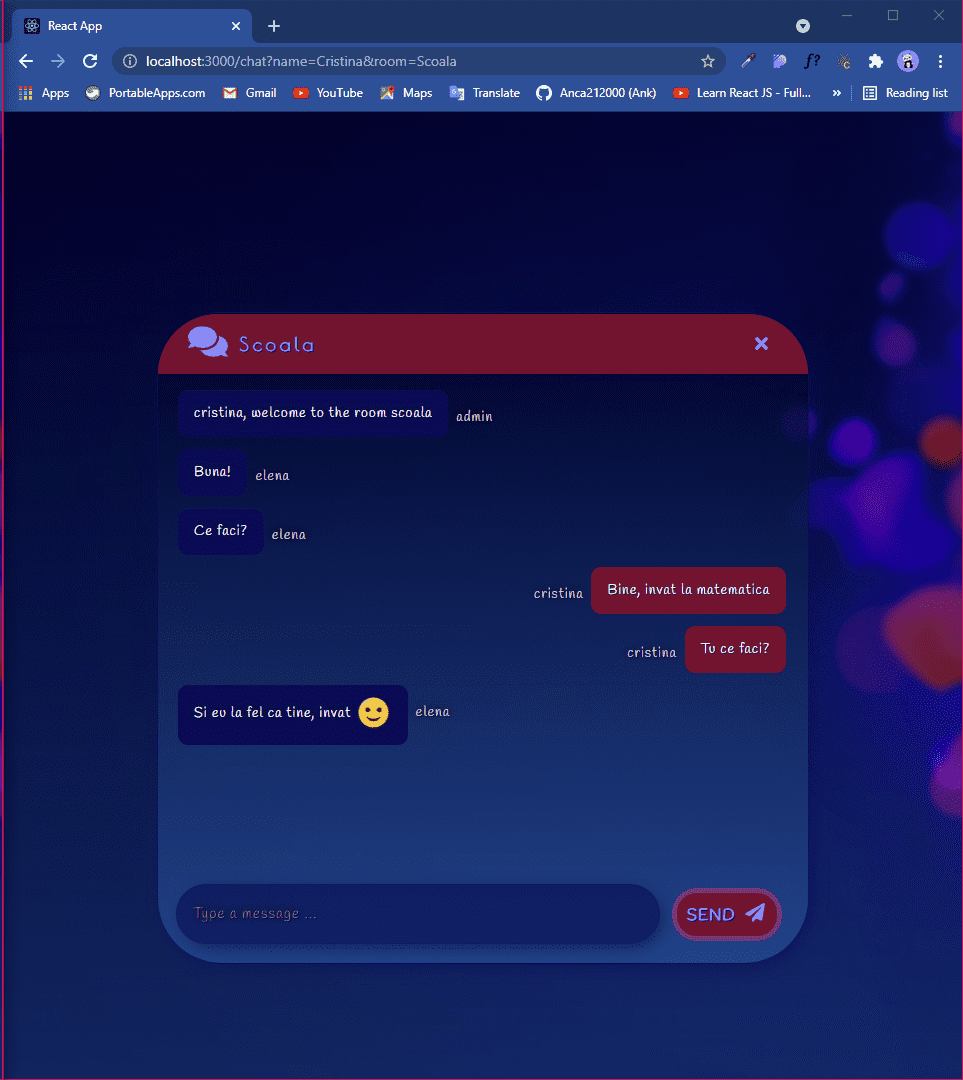 React App
localhost:3000/chat?name=Cristina&room=Scoala
f?
C
Apps PortableApps.com Gmail YouTube Maps Translate Anca212000 (Ank) Learn React JS - Full... » Reading list
Scoala
cristina, welcome to the room scoala admin
Buna! elena
Ce faci? elena
cristina Bine, invat la matematica
cristina Tu ce faci?
Si eu la fel ca tine, invat elena
Type a message ...
SEND